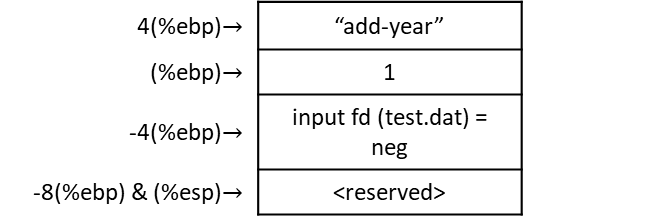 4(%ebp)→ “add-year”
(%ebp)→ 1
-4(%ebp)→ input fd (test.dat) =
neg
-8(%ebp) & (%esp)→ <reserved>